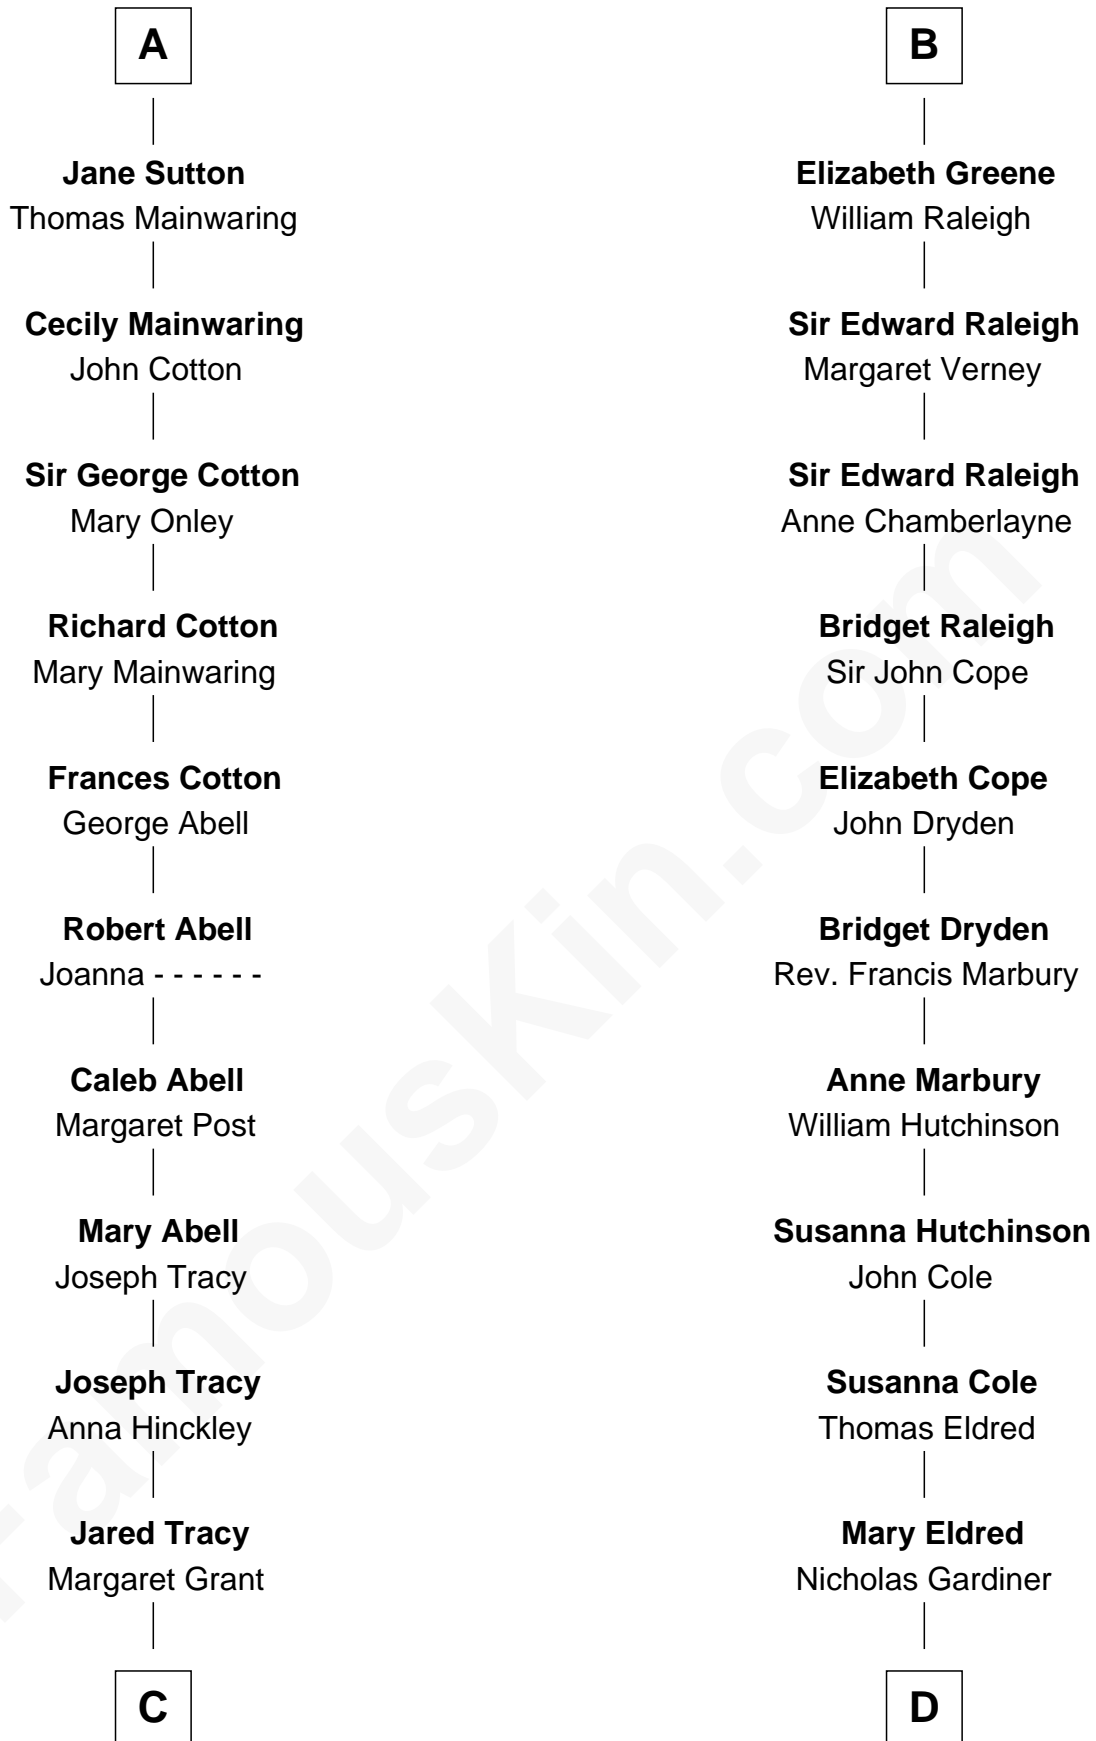 A
Jane Sutton
Thomas Mainwaring
Cecily Mainwaring
John Cotton
Sir George Cotton
Mary Onley
Richard Cotton
Mary Mainwaring
Frances Cotton
George Abell
Robert Abell
Joanna - - - - - -
Caleb Abell
Margaret Post
Mary Abell
Joseph Tracy
Joseph Tracy
Anna Hinckley
Jared Tracy
Margaret Grant
C
B
Elizabeth Greene
William Raleigh
Sir Edward Raleigh
Margaret Verney
Sir Edward Raleigh
Anne Chamberlayne
Bridget Raleigh
Sir John Cope
Elizabeth Cope
John Dryden
Bridget Dryden
Rev. Francis Marbury
Anne Marbury
William Hutchinson
Susanna Hutchinson
John Cole
Susanna Cole
Thomas Eldred
Mary Eldred
Nicholas Gardiner
D
FamousKin.com